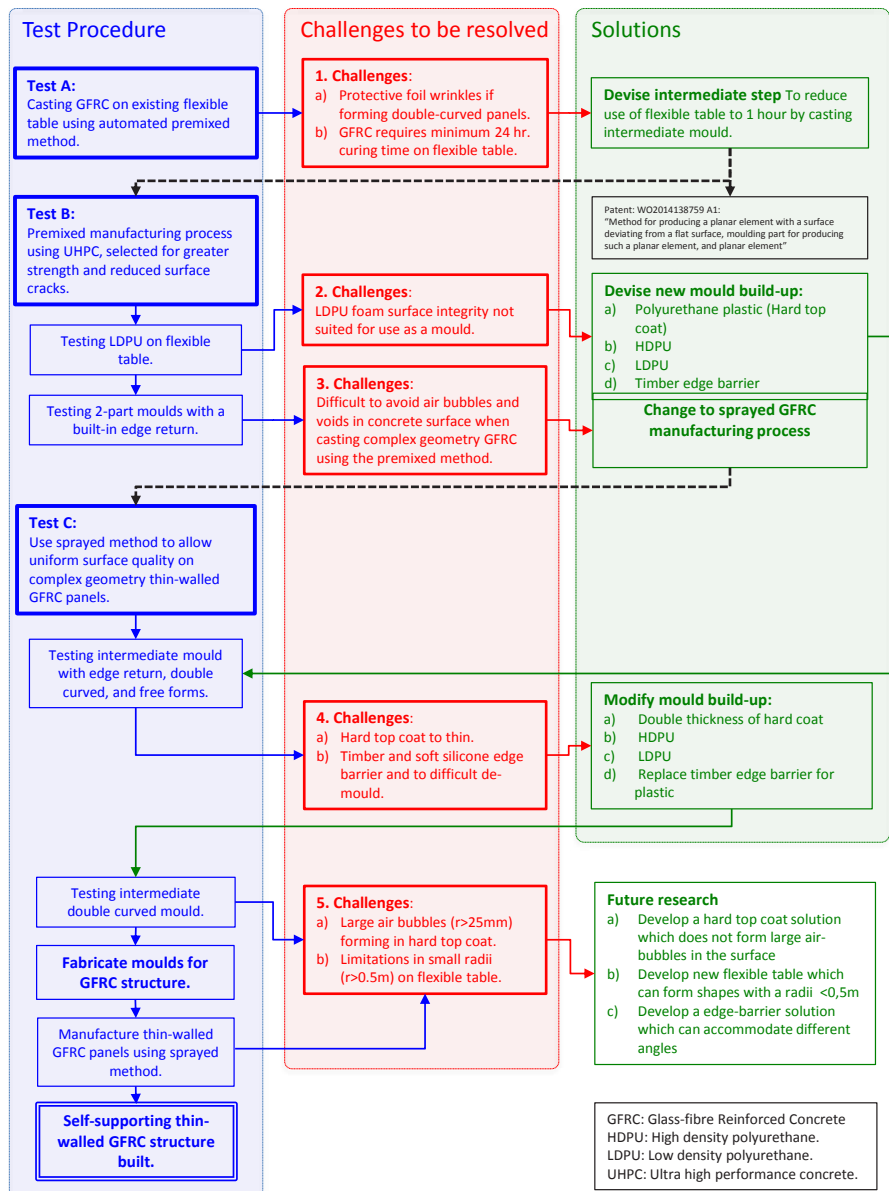 Test Procedure
Challenges to be resolved
Solutions
Test A:
Casting GFRC on existing flexible
table using automated premixed
method.
1. Challenges:
a) Protective foil wrinkles if
forming double-curved panels.
b) GFRC requires minimum 24 hr.
curing time on flexible table.
Devise intermediate step To reduce
use of flexible table to 1 hour by casting
intermediate mould.
Patent: WO2014138759 A1:
“Method for producing a planar element with a surface
deviating from a flat surface, moulding part for producing
such a planar element, and planar element”
Test B:
Premixed manufacturing process
using UHPC, selected for greater
strength and reduced surface
cracks.
Testing LDPU on flexible
table.
Testing 2-part moulds with a
built-in edge return.
2. Challenges:
LDPU foam surface integrity not
suited for use as a mould.
3. Challenges:
Difficult to avoid air bubbles and
voids in concrete surface when
casting complex geometry GFRC
using the premixed method.
Devise new mould build-up:
a) Polyurethane plastic (Hard top
coat)
b) HDPU
c) LDPU
d) Timber edge barrier
Change to sprayed GFRC
manufacturing process
Test C:
Use sprayed method to allow
uniform surface quality on
complex geometry thin-walled
GFRC panels.
Testing intermediate mould
with edge return, double
curved, and free forms.
4. Challenges:
a) Hard top coat to thin.
b) Timber and soft silicone edge
barrier and to difficult de-
mould.
Modify mould build-up:
a) Double thickness of hard coat
b) HDPU
c) LDPU
d) Replace timber edge barrier for
plastic
Testing intermediate
double curved mould.
Fabricate moulds for
GFRC structure.
Manufacture thin-walled
GFRC panels using sprayed
method.
Self-supporting thin-
walled GFRC structure
built.
5. Challenges:
a) Large air bubbles (r>25mm)
forming in hard top coat.
b) Limitations in small radii
(r>0.5m) on flexible table.
Future research
a) Develop a hard top coat solution
which does not form large air-
bubbles in the surface
b) Develop new flexible table which
can form shapes with a radii <0,5m
c) Develop a edge-barrier solution
which can accommodate different
angles
GFRC: Glass-fibre Reinforced Concrete
HDPU: High density polyurethane.
LDPU: Low density polyurethane.
UHPC: Ultra high performance concrete.